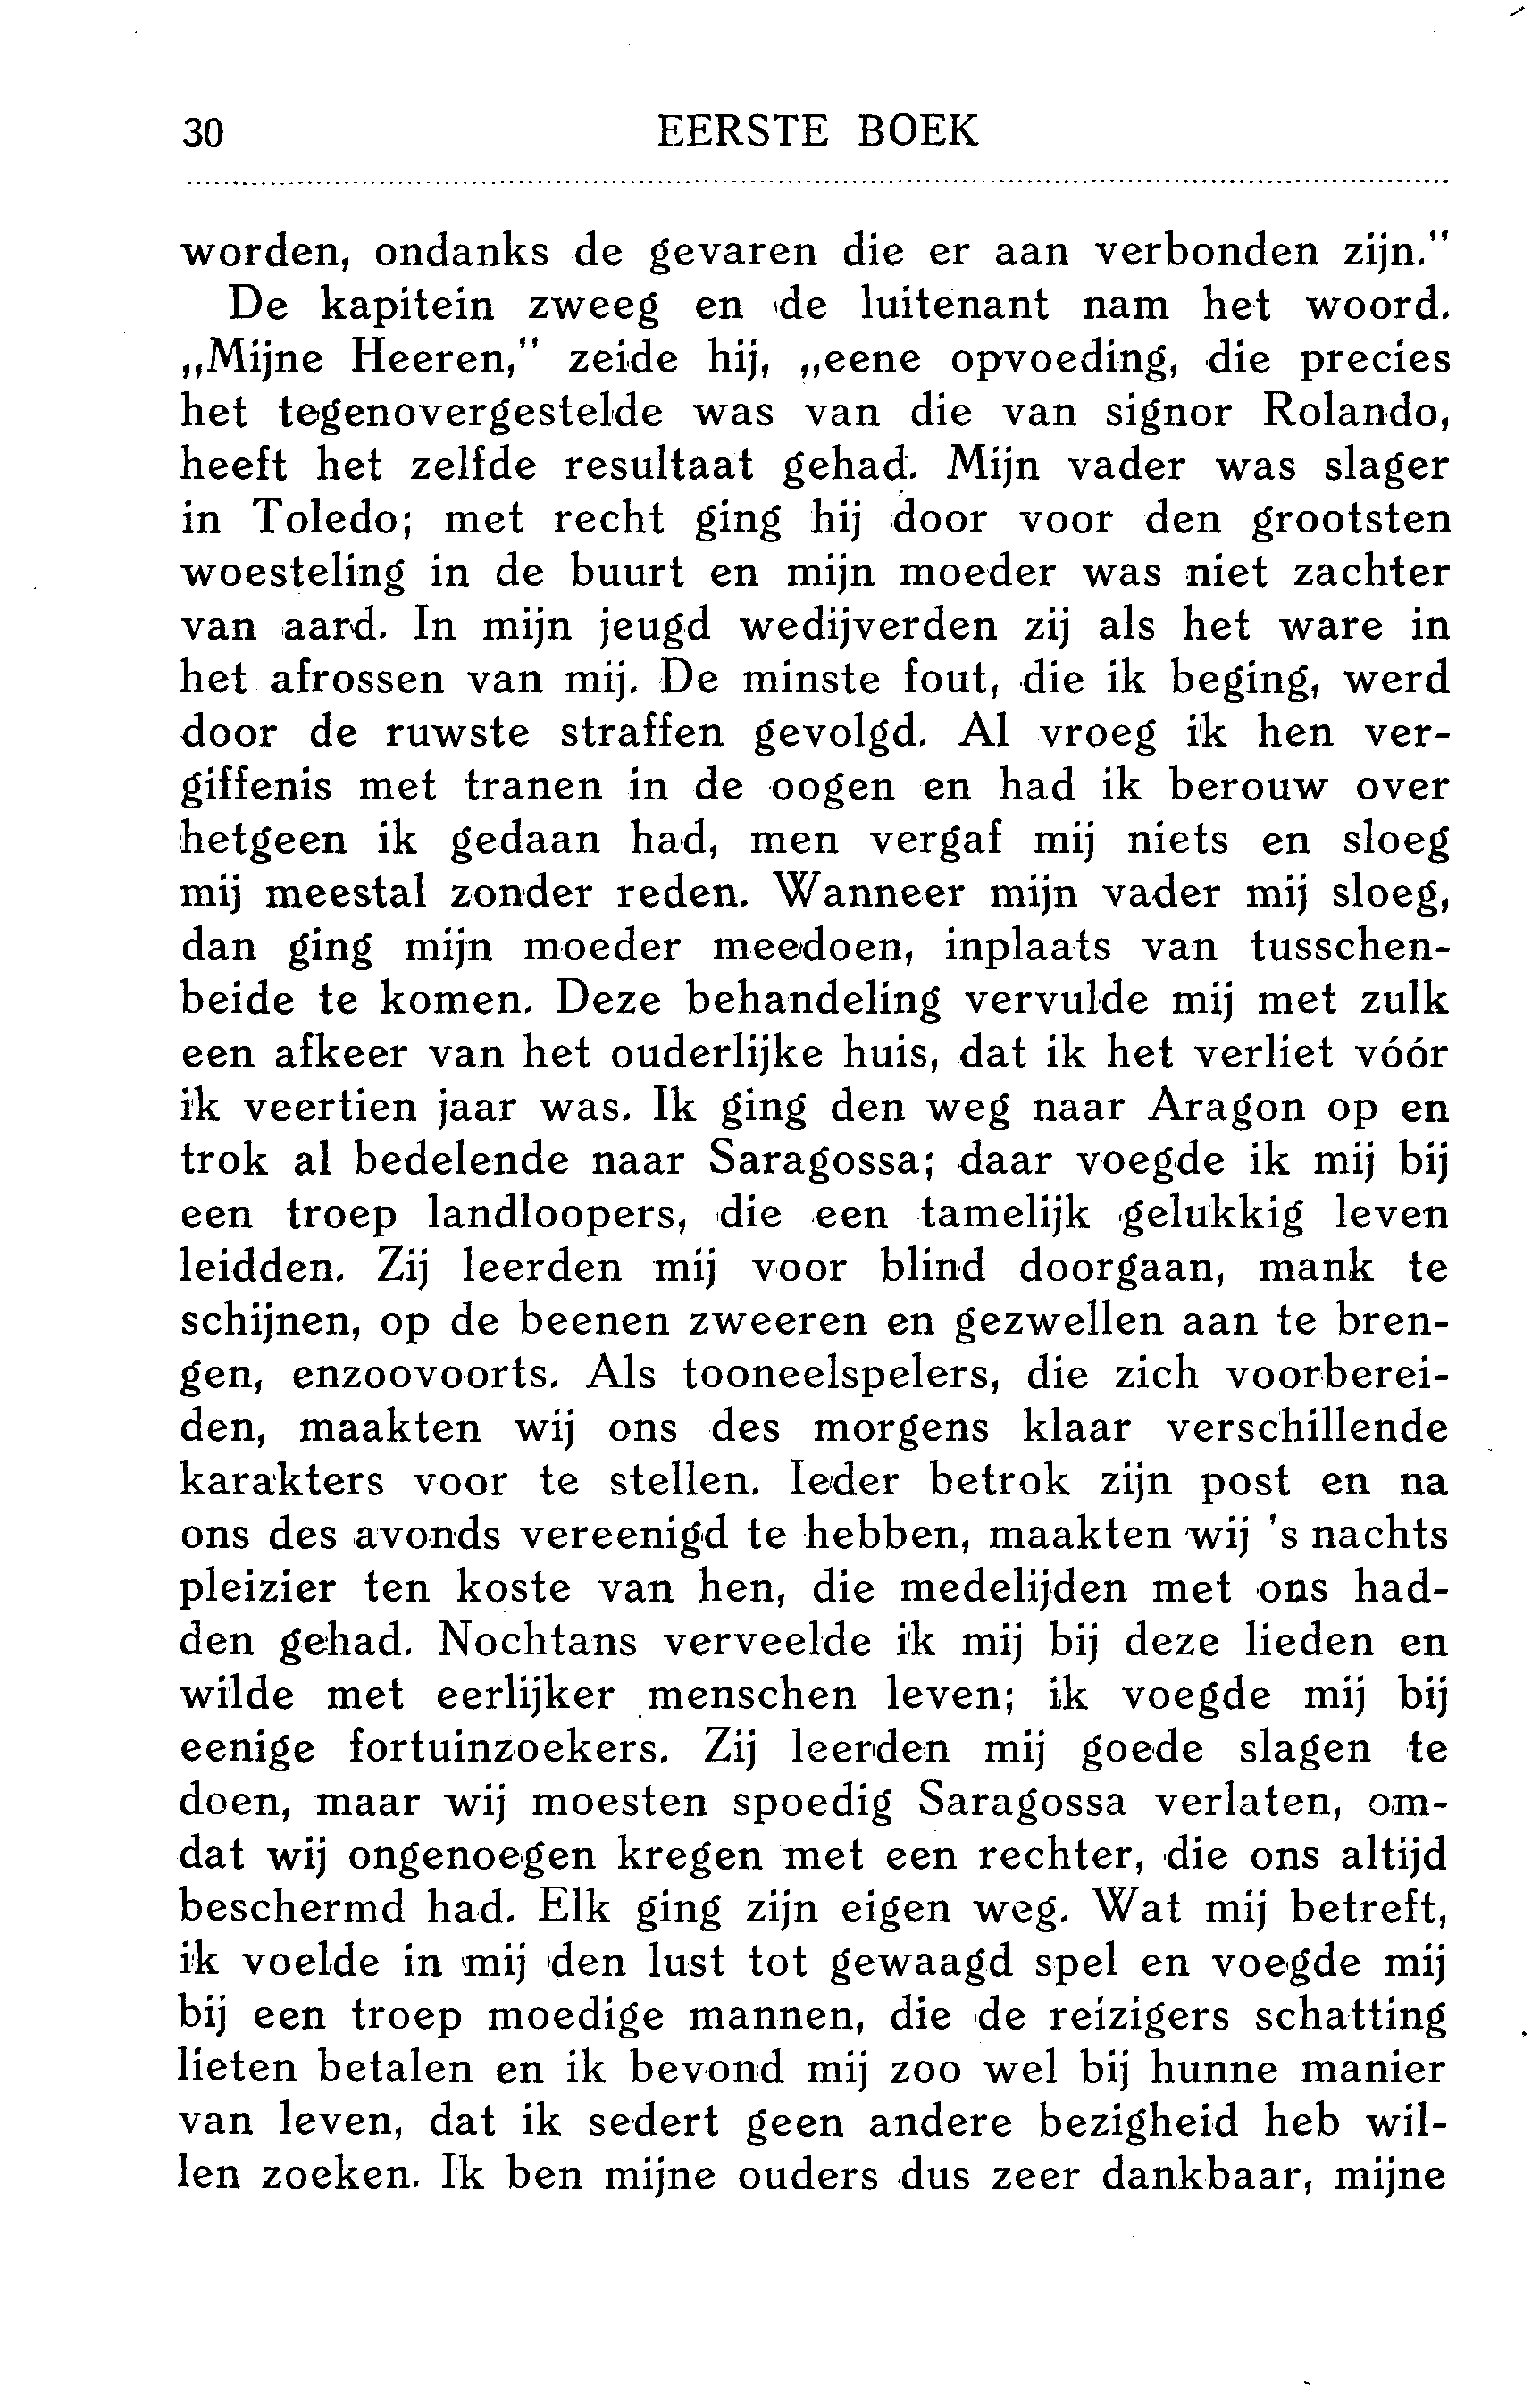 30 EERSTE BOEK
worden, ondanks de gevaren die er aan verbonden zijn."
De kapitein zweeg en de luitenant nam het woord.
„Mijne Heeren," zeide hij, „eene opvoeding, die precies
het tegenovergestelde was van die van signor Rolando,
heeft het zelfde resultaat gehad. Mijn vader was slager
in Toledo; met recht ging hij door voor den grootsten
woesteling in de buurt en mijn moeder was niet zachter
van aard. In mijn jeugd wedijverden zij als het ware in
het afrossen van mij. De minste fout, die ik beging, werd
door de ruwste straffen gevolgd. Al vroeg ik hen ver-
giffenis met tranen in de oogen en had ik berouw over
hetgeen ik gedaan had, men vergaf mij niets en sloeg
mij meestal zonder reden. Wanneer mijn vader mij sloeg,
dan ging mijn moeder meedoen, inplaats van tusschen-
beide te komen. Deze behandeling vervulde mij met zulk
een afkeer van het ouderlijke huis, dat ik het verliet vóór
ik veertien jaar was. Ik ging den weg naar Aragon op en
trok al bedelende naar Saragossa; daar voegde ik mij bij
een troep landloopers, die een tamelijk gelukkig leven
leidden. Zij leerden mij voor blind doorgaan, mank te
schijnen, op de beenen zweeren en gezwellen aan te bren-
gen, enzoovoorts. Als tooneelspelers, die zich voorberei-
den, maakten wij ons des morgens klaar verschillende
karakters voor te stellen. Ieder betrok zijn post en na
ons des avonds vereenigd te hebben, maakten wij 's nachts
pleizier ten koste van hen, die medelijden met ons had-
den gehad. Nochtans verveelde ik mij bij deze lieden en
wilde met eerlijker menschen leven; ik voegde mij bij
eenige fortuinzoekers. Zij leerden mij goede slagen te
doen, maar wij moesten spoedig Saragossa verlaten, om-
dat wij ongenoegen kregen met een rechter, die ons altijd
beschermd had. Elk ging zijn eigen weg. Wat mij betreft,
ik voelde in mij den lust tot gewaagd spel en voegde mij
bij een troep moedige mannen, die de reizigers schatting
lieten betalen en ik bevond mij zoo wel bij hunne manier
van leven, dat ik sedert geen andere bezigheid heb wil-
len zoeken. Ik ben mijne ouders dus zeer dankbaar, mijne